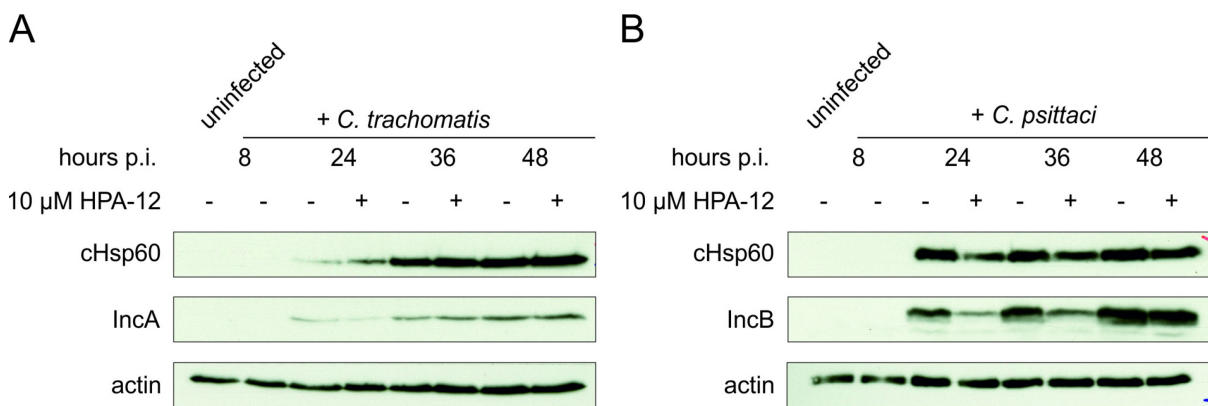 A
uninfected
+ C. trachomatis
hours p.i. 8 24 36 48
10 µM HPA-12 - - - + - + - +
cHsp60
IncA
actin
B
uninfected
+ C. psittaci
hours p.i. 8 24 36 48
10 µM HPA-12 - - - + - + - +
cHsp60
IncB
actin